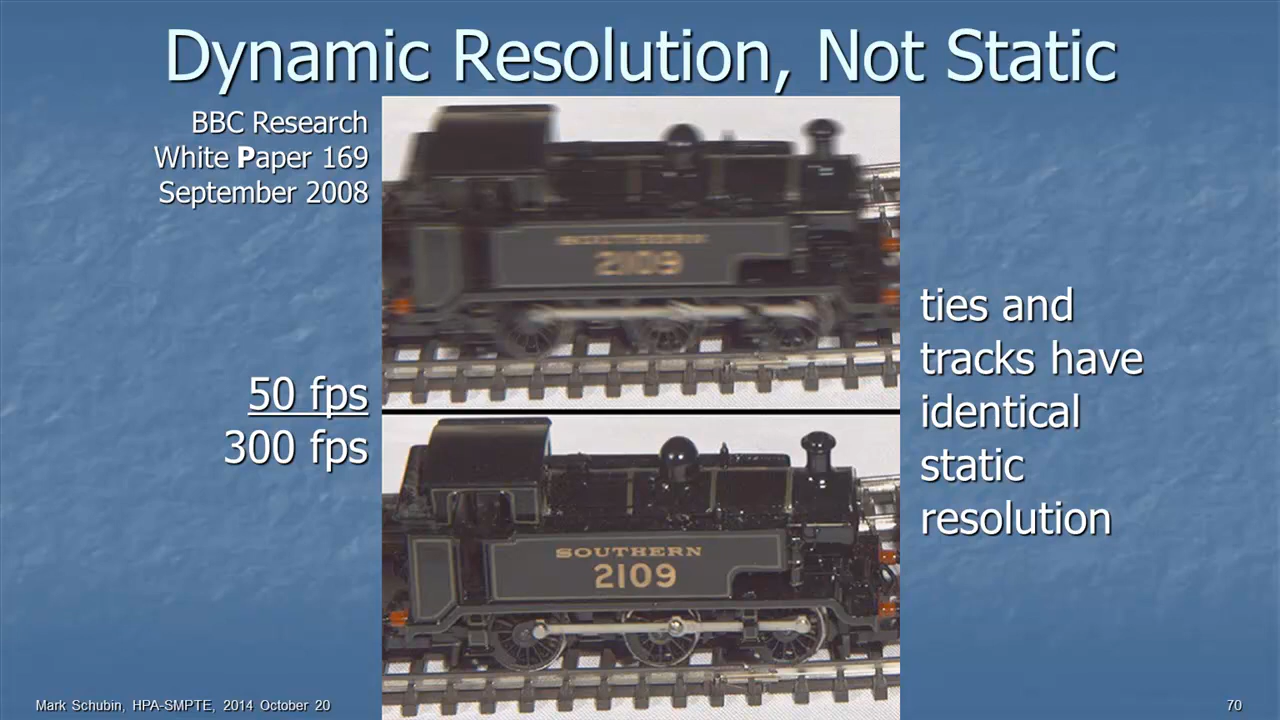 Dynamic Resolution, Not Static
BBC Research
White Paper 169
September 2008
50 fps
300 fps
SOUTHERN
2109
SOUTHERN
2109
ties and
tracks have
identical
static
resolution
Mark Schubin, HPA-SMPTE, 2014 October 20
70